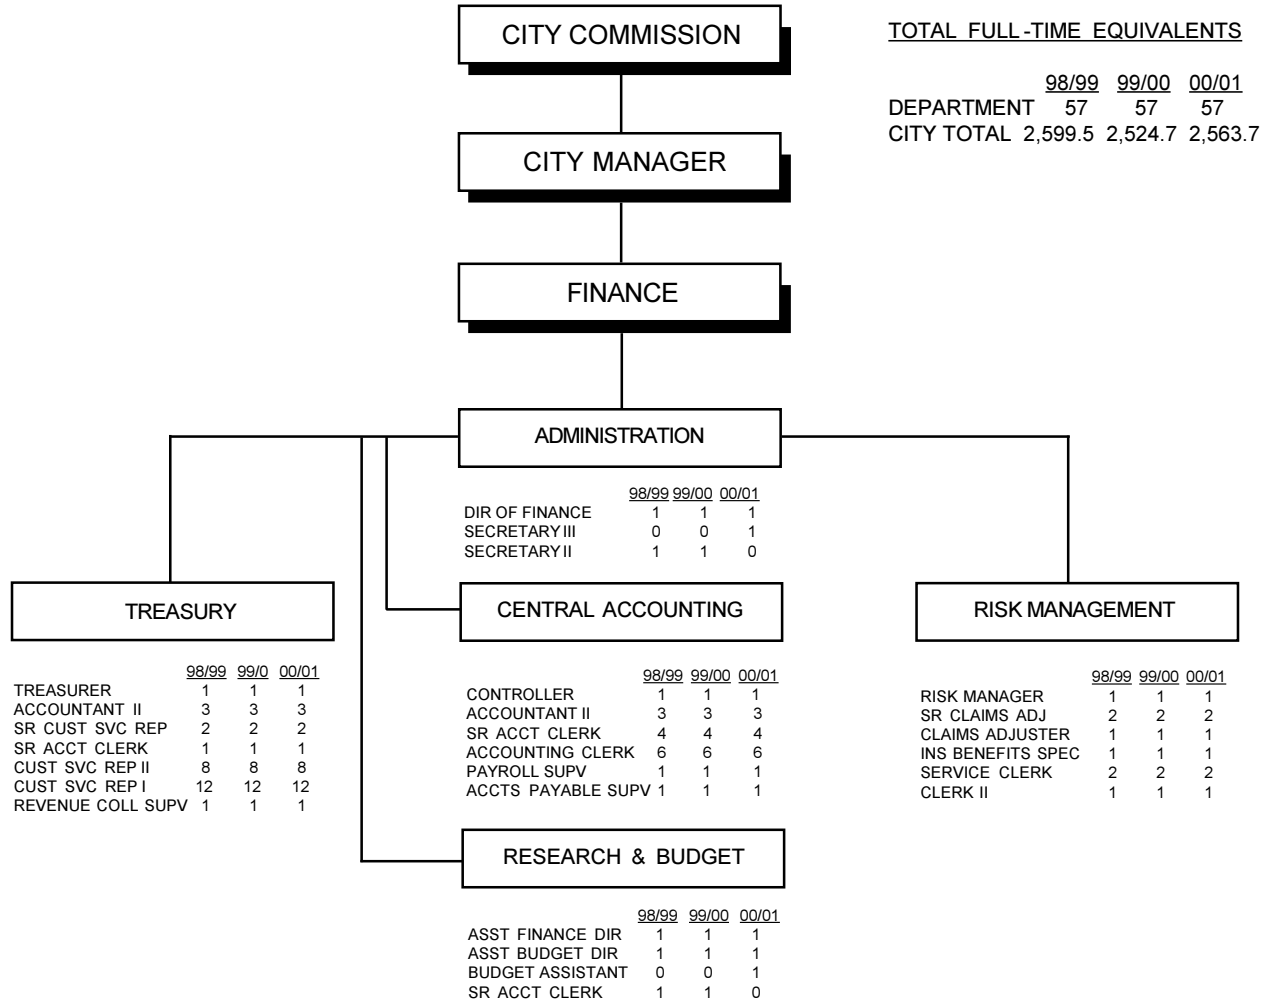 CITY COMMISSION
TOTAL FULL-TIME EQUIVALENTS
98/99 99/00 00/01
DEPARTMENT 57 57 57
CITY TOTAL 2,599.5 2,524.7 2,563.7
CITY MANAGER
FINANCE
ADMINISTRATION
98/99 99/00 00/01
DIR OF FINANCE 1 1 1
SECRETARY III 0 0 1
SECRETARY II 1 1 0
TREASURY
98/99 99/0 00/01
TREASURER 1 1 1
ACCOUNTANT II 3 3 3
SR CUST SVC REP 2 2 2
SR ACCT CLERK 1 1 1
CUST SVC REP II 8 8 8
CUST SVC REP I 12 12 12
REVENUE COLL SUPV 1 1 1
CENTRAL ACCOUNTING
98/99 99/00 00/01
CONTROLLER 1 1 1
ACCOUNTANT II 3 3 3
SR ACCT CLERK 4 4 4
ACCOUNTING CLERK 6 6 6
PAYROLL SUPV 1 1 1
ACCTS PAYABLE SUPV 1 1 1
RISK MANAGEMENT
98/99 99/00 00/01
RISK MANAGER 1 1 1
SR CLAIMS ADJ 2 2 2
CLAIMS ADJUSTER 1 1 1
INS BENEFITS SPEC 1 1 1
SERVICE CLERK 2 2 2
CLERK II 1 1 1
RESEARCH & BUDGET
98/99 99/00 00/01
ASST FINANCE DIR 1 1 1
ASST BUDGET DIR 1 1 1
BUDGET ASSISTANT 0 0 1
SR ACCT CLERK 1 1 0